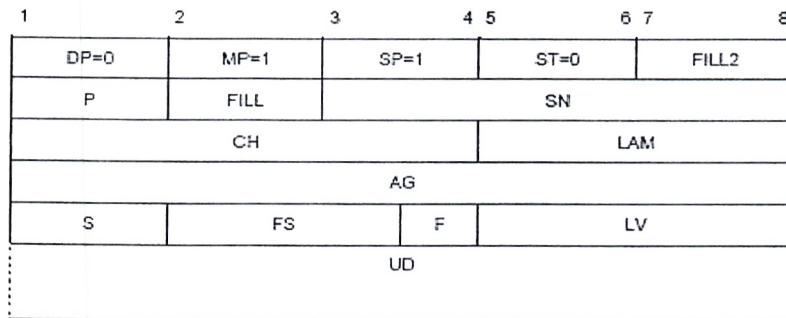 1 2 3 4 5 6 7 8
DP=0 MP=1 SP=1 ST=0 FILL2
P FILL SN
CH LAM
AG
S FS F LV
UD